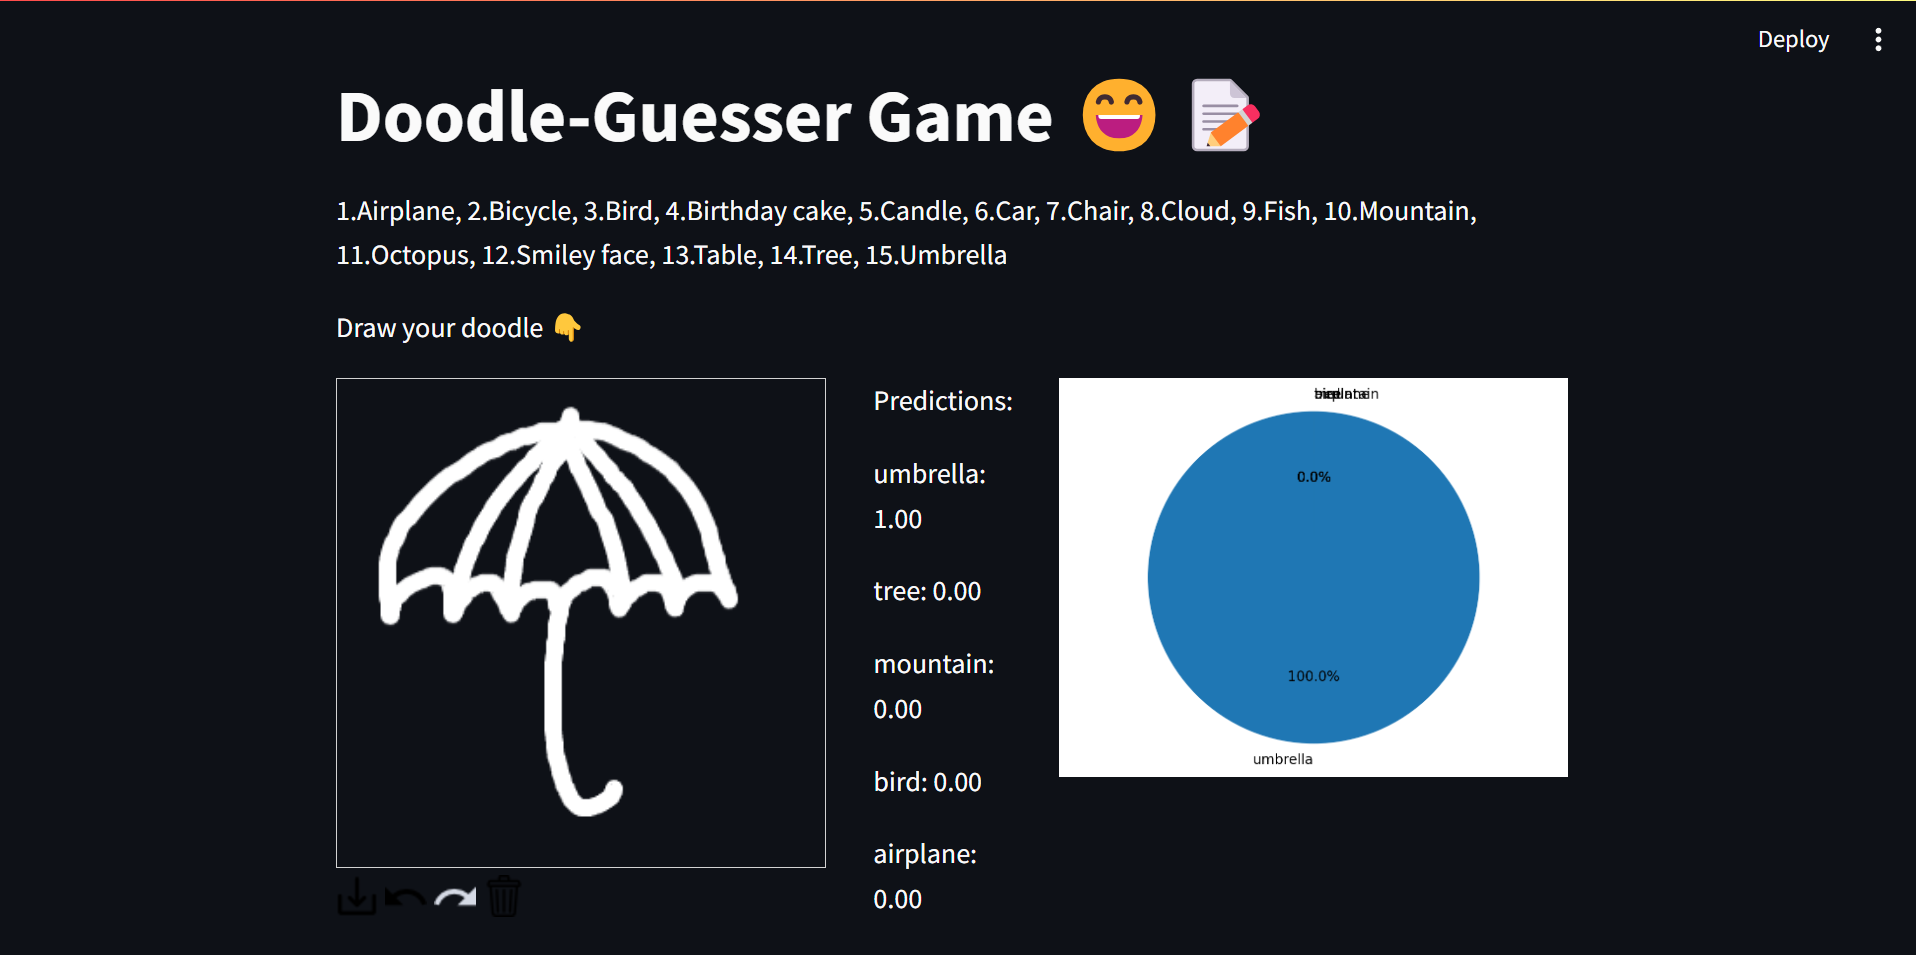 Deploy
Doodle-Guesser Game 😄 📝
1.Airplane, 2.Bicycle, 3.Bird, 4.Birthday cake, 5.Candle, 6.Car, 7.Chair, 8.Cloud, 9.Fish, 10.Mountain,
11.Octopus, 12.Smiley face, 13.Table, 14.Tree, 15.Umbrella
Draw your doodle 👇
Predictions:
umbrella:
1.00
tree: 0.00
mountain:
0.00
bird: 0.00
airplane:
0.00
0.0%
100.0%
umbrella